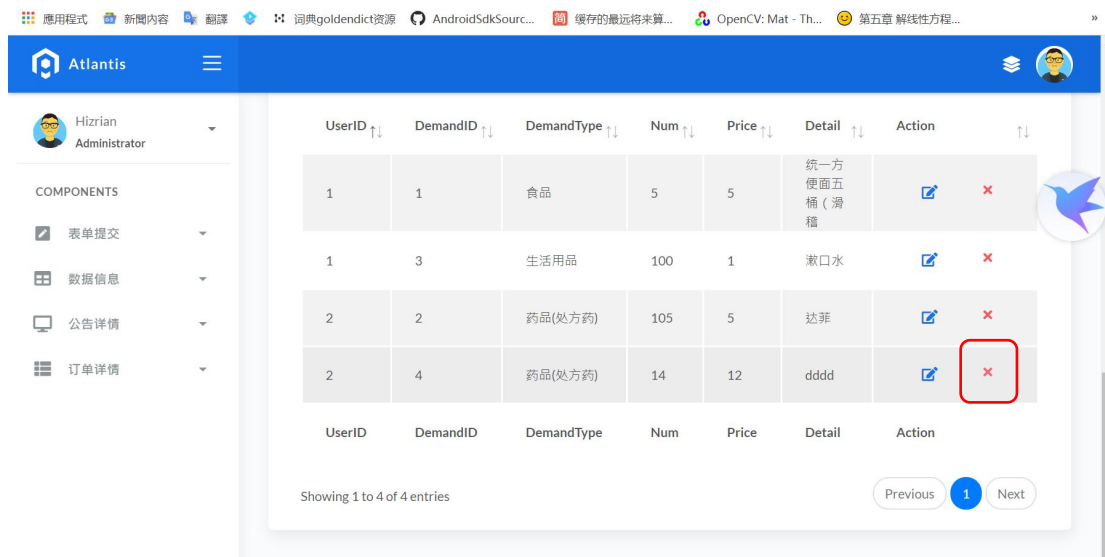 應用程式 新聞內容 翻譯 词典goldendict资源 AndroidSdkSourc... 缓存的最远将来算... OpenCV: Mat - Th... 第五章 解线性方程... »
Atlantis
Hizrian
Administrator
COMPONENTS
表单提交
数据信息
公告详情
订单详情
UserID DemandID DemandType Num Price Detail Action
1 1 食品 5 5 统一方
便面五
桶（滑
稽
1 3 生活用品 100 1 漱口水
2 2 药品(处方药) 105 5 达菲
2 4 药品(处方药) 14 12 dddd
UserID DemandID DemandType Num Price Detail Action
Showing 1 to 4 of 4 entries
Previous 1 Next